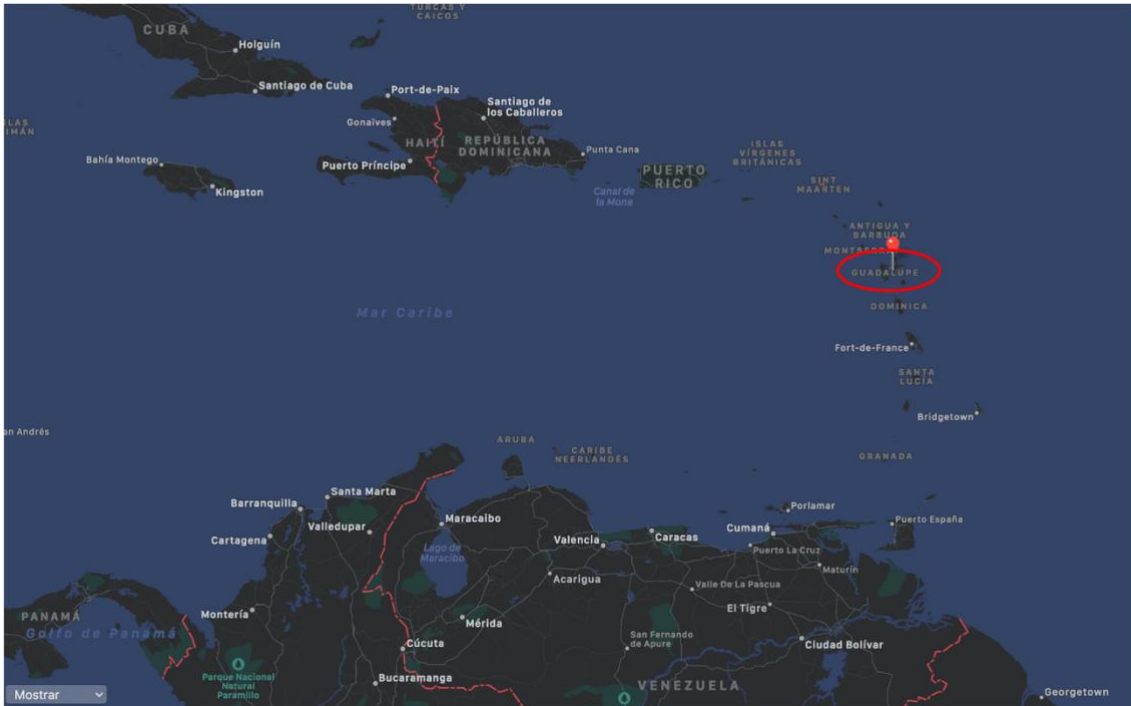 TURCAS Y
CAICOS
CUBA
Holguín
Santiago de Cuba
Port-de-Paix
Santiago de
los Caballeros
Gonaïves
HAITÍ
REPÚBLICA
DOMINICANA
Punta Cana
Bahía Montego
Puerto Príncipe
Kingston
PUERTO
RICO
Canal de
la Mona
ISLAS
VÍRGENES
BRITÁNICAS
SINT
MAARTEN
ANTIGUA Y
BARBUDA
GUADALUPE
DOMINICA
Mar Caribe
Fort-de-France
SANTA
LUCÍA
Bridgetown
an Andrés
ARUBA
CARIBE
NEERLANDÉS
GRANADA
Santa Marta
Barranquilla
Valledupar
Cartagena
Maracaibo
Lago de
Maracaibo
Valencia
Caracas
Cumaná
Porlamar
Puerto España
Puerto La Cruz
Maturín
Acarigua
Valle De La Pascua
El Tigre
PANAMÁ
Golfo de Panamá
Montería
Mérida
Cúcuta
San Fernando
de Apure
Ciudad Bolívar
Parque Nacional
Natural
Paramillo
Bucaramanga
VENEZUELA
Georgetown
Mostrar